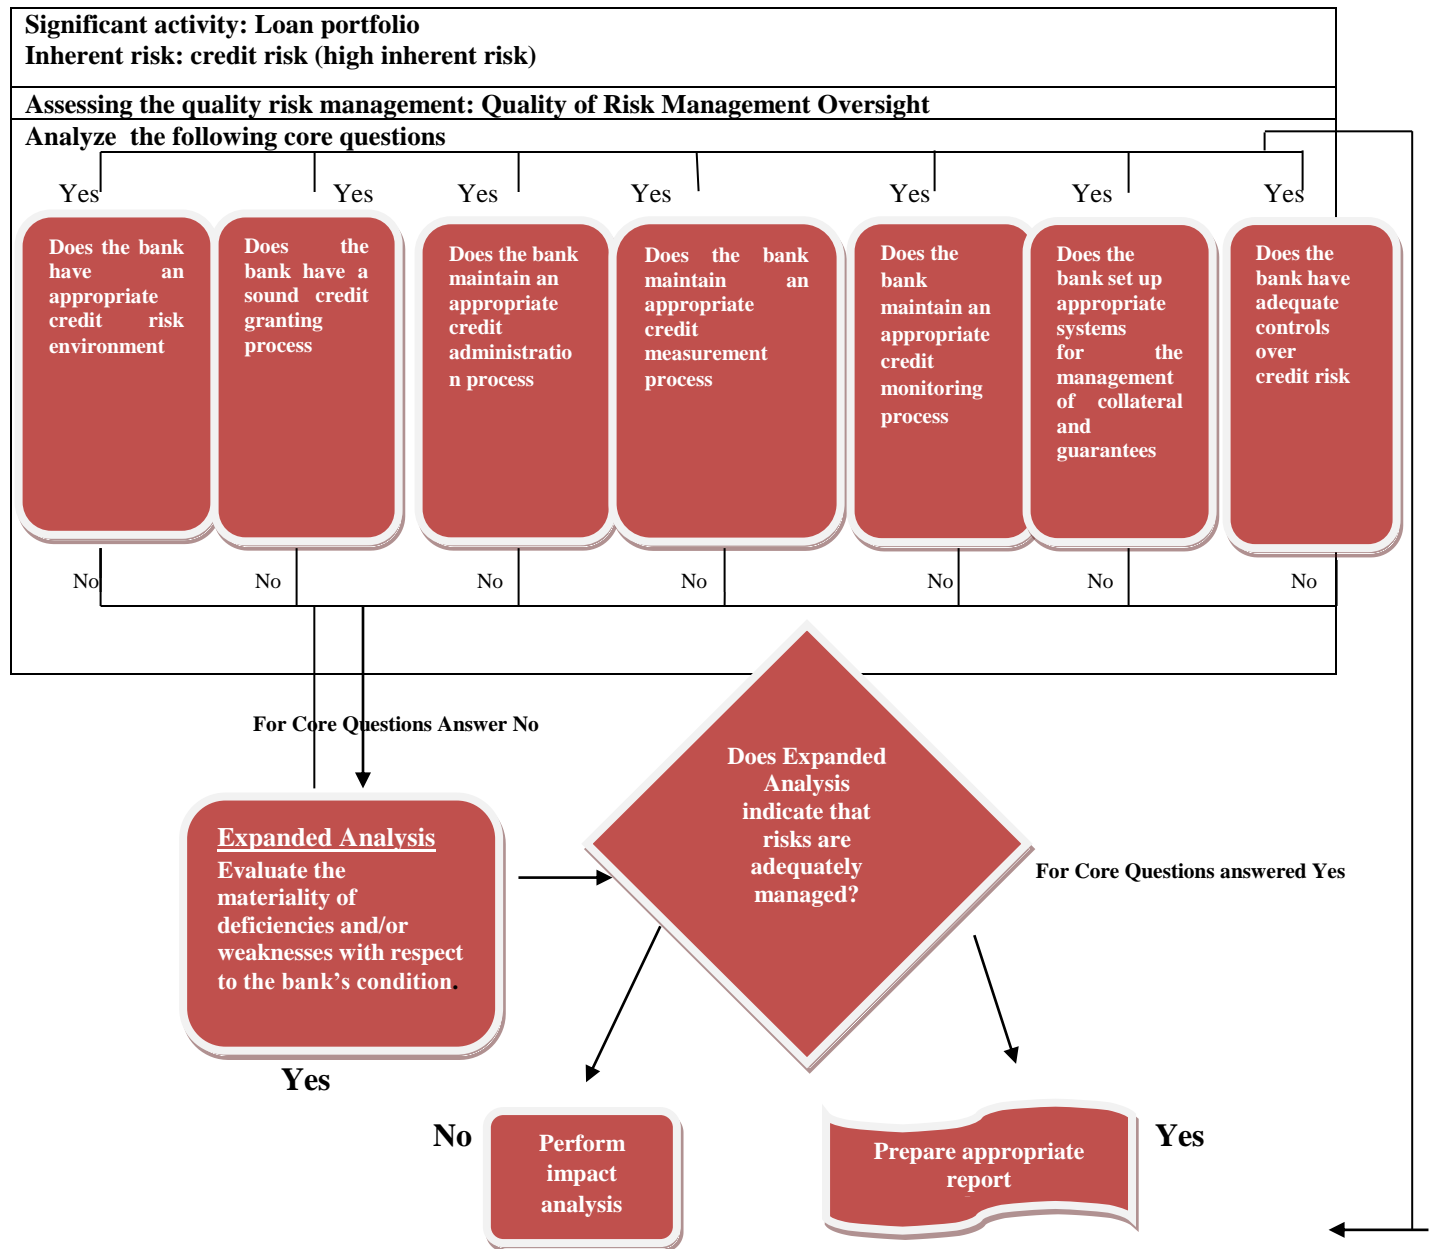 Significant activity: Loan portfolio
Inherent risk: credit risk (high inherent risk)
Assessing the quality risk management: Quality of Risk Management Oversight
Analyze the following core questions
Yes
Yes
Yes
Yes
Yes
Yes
Yes
Does the bank
have an
appropriate
credit risk
environment
Does the
bank have a
sound credit
granting
process
Does the bank
maintain an
appropriate
credit
administratio
n process
Does the bank
maintain an
appropriate
credit
measurement
process
Does the
bank
maintain an
appropriate
credit
monitoring
process
Does the
bank set up
appropriate
systems
for the
management
of collateral
and
guarantees
Does the
bank have
adequate
controls
over
credit risk
No
No
No
No
No
No
No
For Core Questions Answer No
Expanded Analysis
Evaluate the
materiality of
deficiencies and/or
weaknesses with respect
to the bank's condition.
Does Expanded
Analysis
indicate that
risks are
adequately
managed?
For Core Questions answered Yes
Yes
No
Perform
impact
analysis
Prepare appropriate
report
Yes